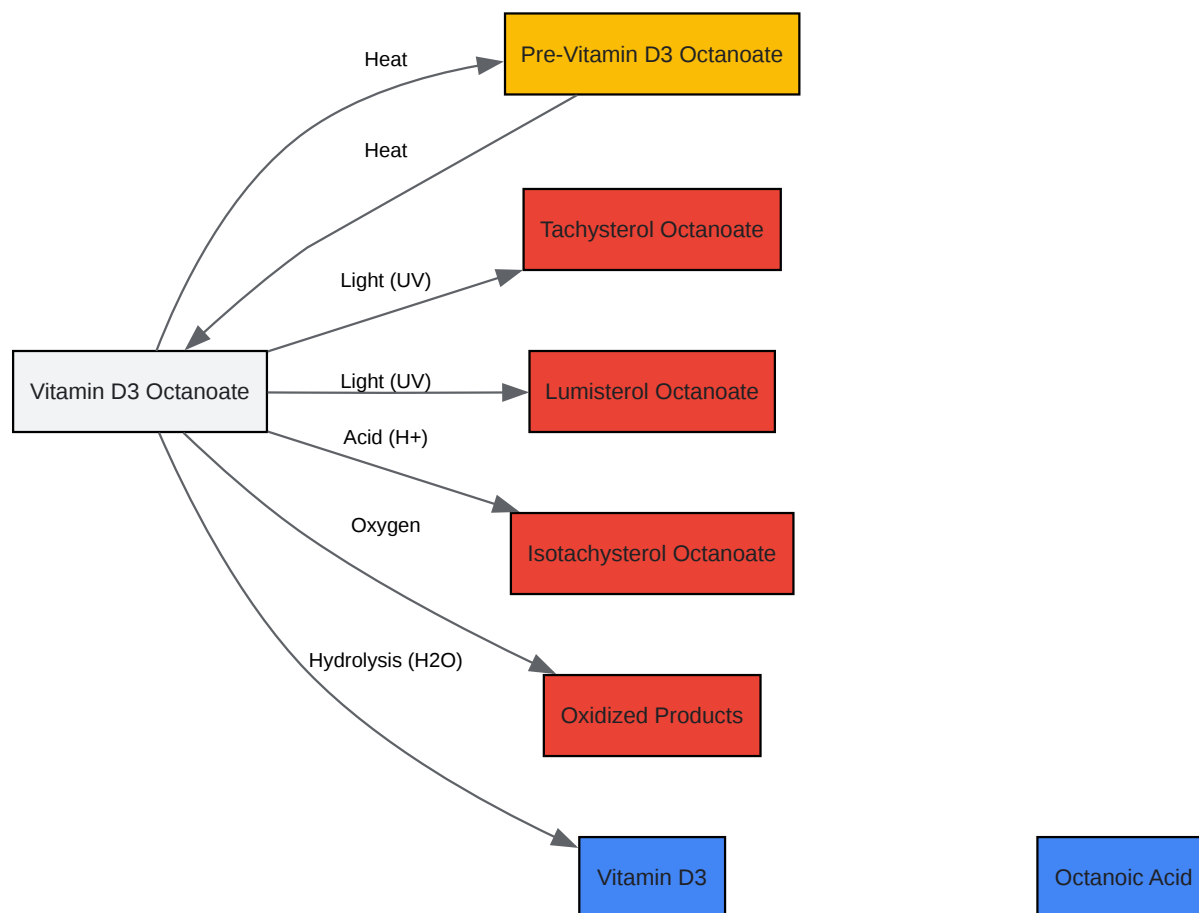 Heat
Pre-Vitamin D3 Octanoate
Heat
Tachysterol Octanoate
Light (UV)
Vitamin D3 Octanoate
Light (UV)
Lumisterol Octanoate
Acid (H+)
Isotachysterol Octanoate
Oxygen
Hydrolysis (H2O)
Oxidized Products
Vitamin D3
Octanoic Acid